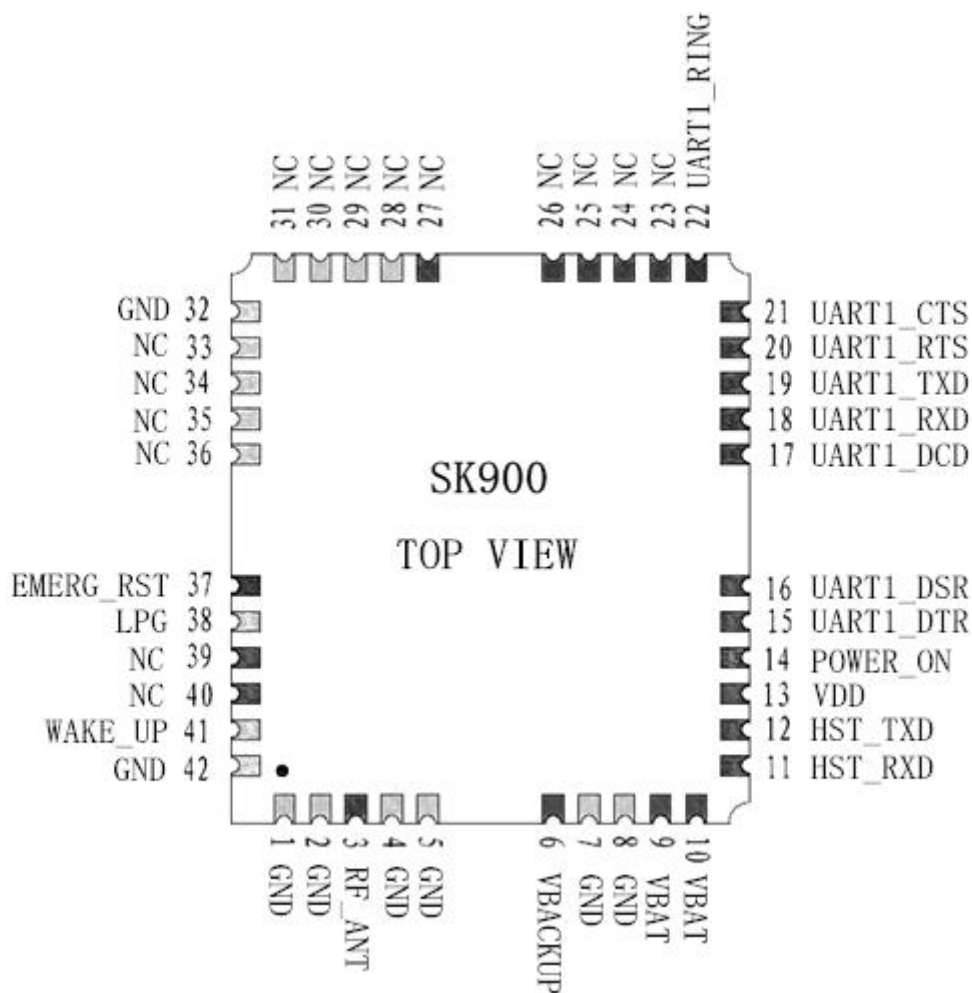 31 NC
30 NC
29 NC
28 NC
27 NC
26 NC
25 NC
24 NC
23 NC
22 UART1_RING
GND 32
NC 33
NC 34
NC 35
NC 36
21 UART1_CTS
20 UART1_RTS
19 UART1_TXD
18 UART1_RXD
17 UART1_DCD
SK900
TOP VIEW
EMERG_RST 37
LPG 38
NC 39
NC 40
WAKE_UP 41
GND 42
16 UART1_DSR
15 UART1_DTR
14 POWER_ON
13 VDD
12 HST_TXD
11 HST_RXD
1 GND
2 GND
3 RF_ANT
4 GND
5 GND
6 VBACKUP
7 GND
8 GND
9 VBAT
10 VBAT